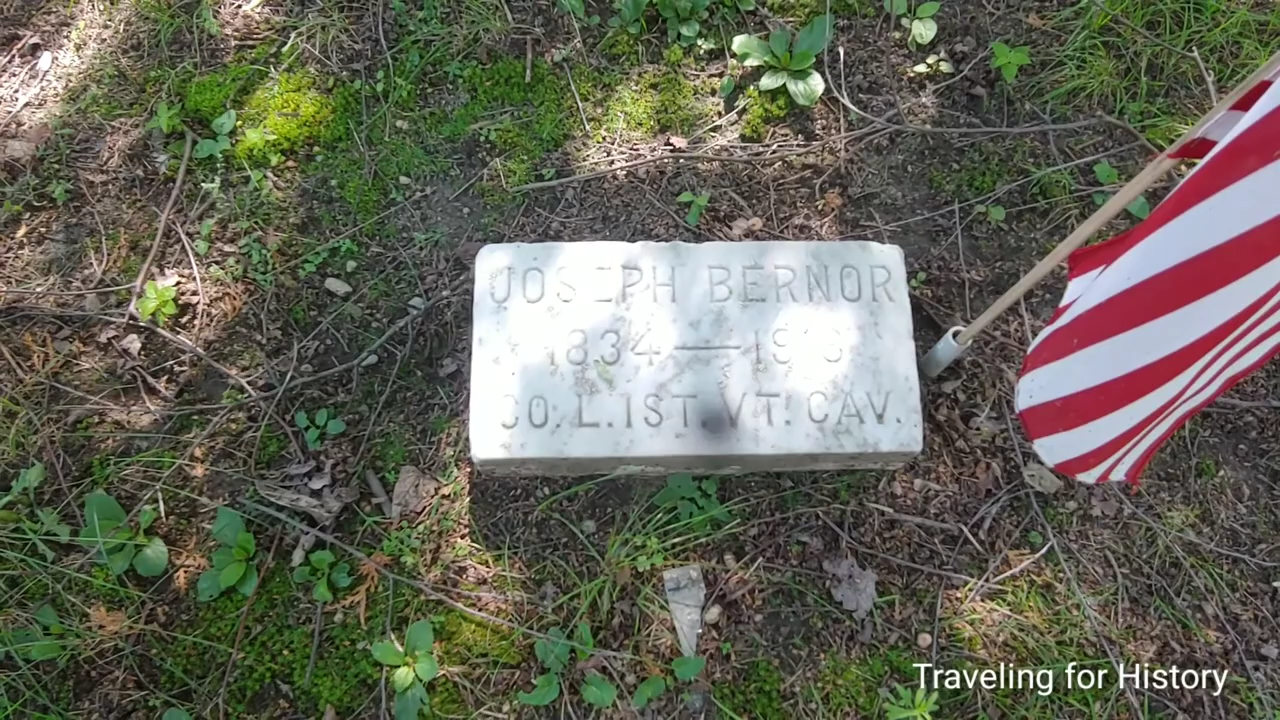 JOSEPH BERNOR
1834—
CO. L. 1ST. VT. CAV.
Traveling for History